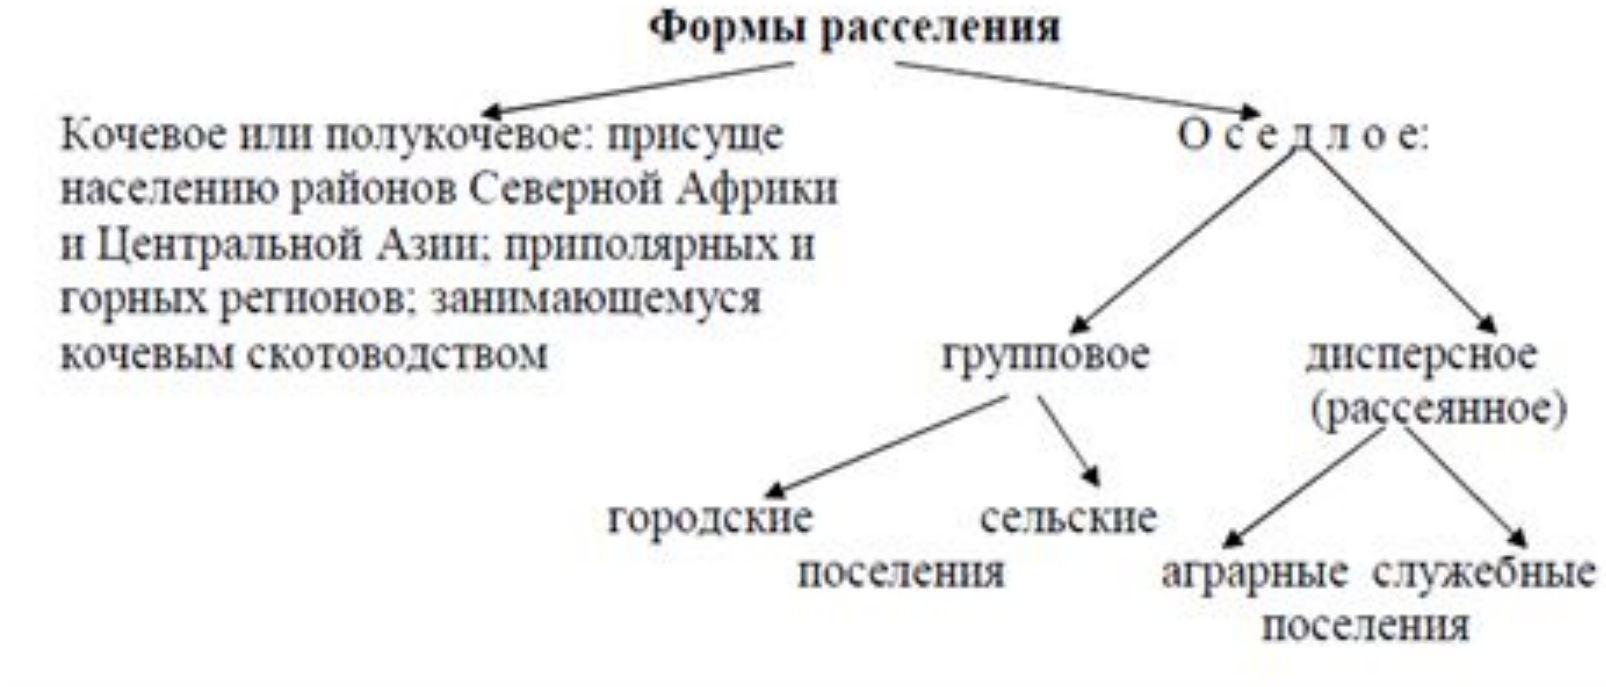 Формы расселения
Кочевое или полукочевое: присуще
населению районов Северной Африки
и Центральной Азии; приполярных и
горных регионов; занимающемуся
кочевым скотоводством
О с е д л о е:
групповое
дисперсное
(рассеянное)
городские
сельские
поселения
аграрные служебные
поселения